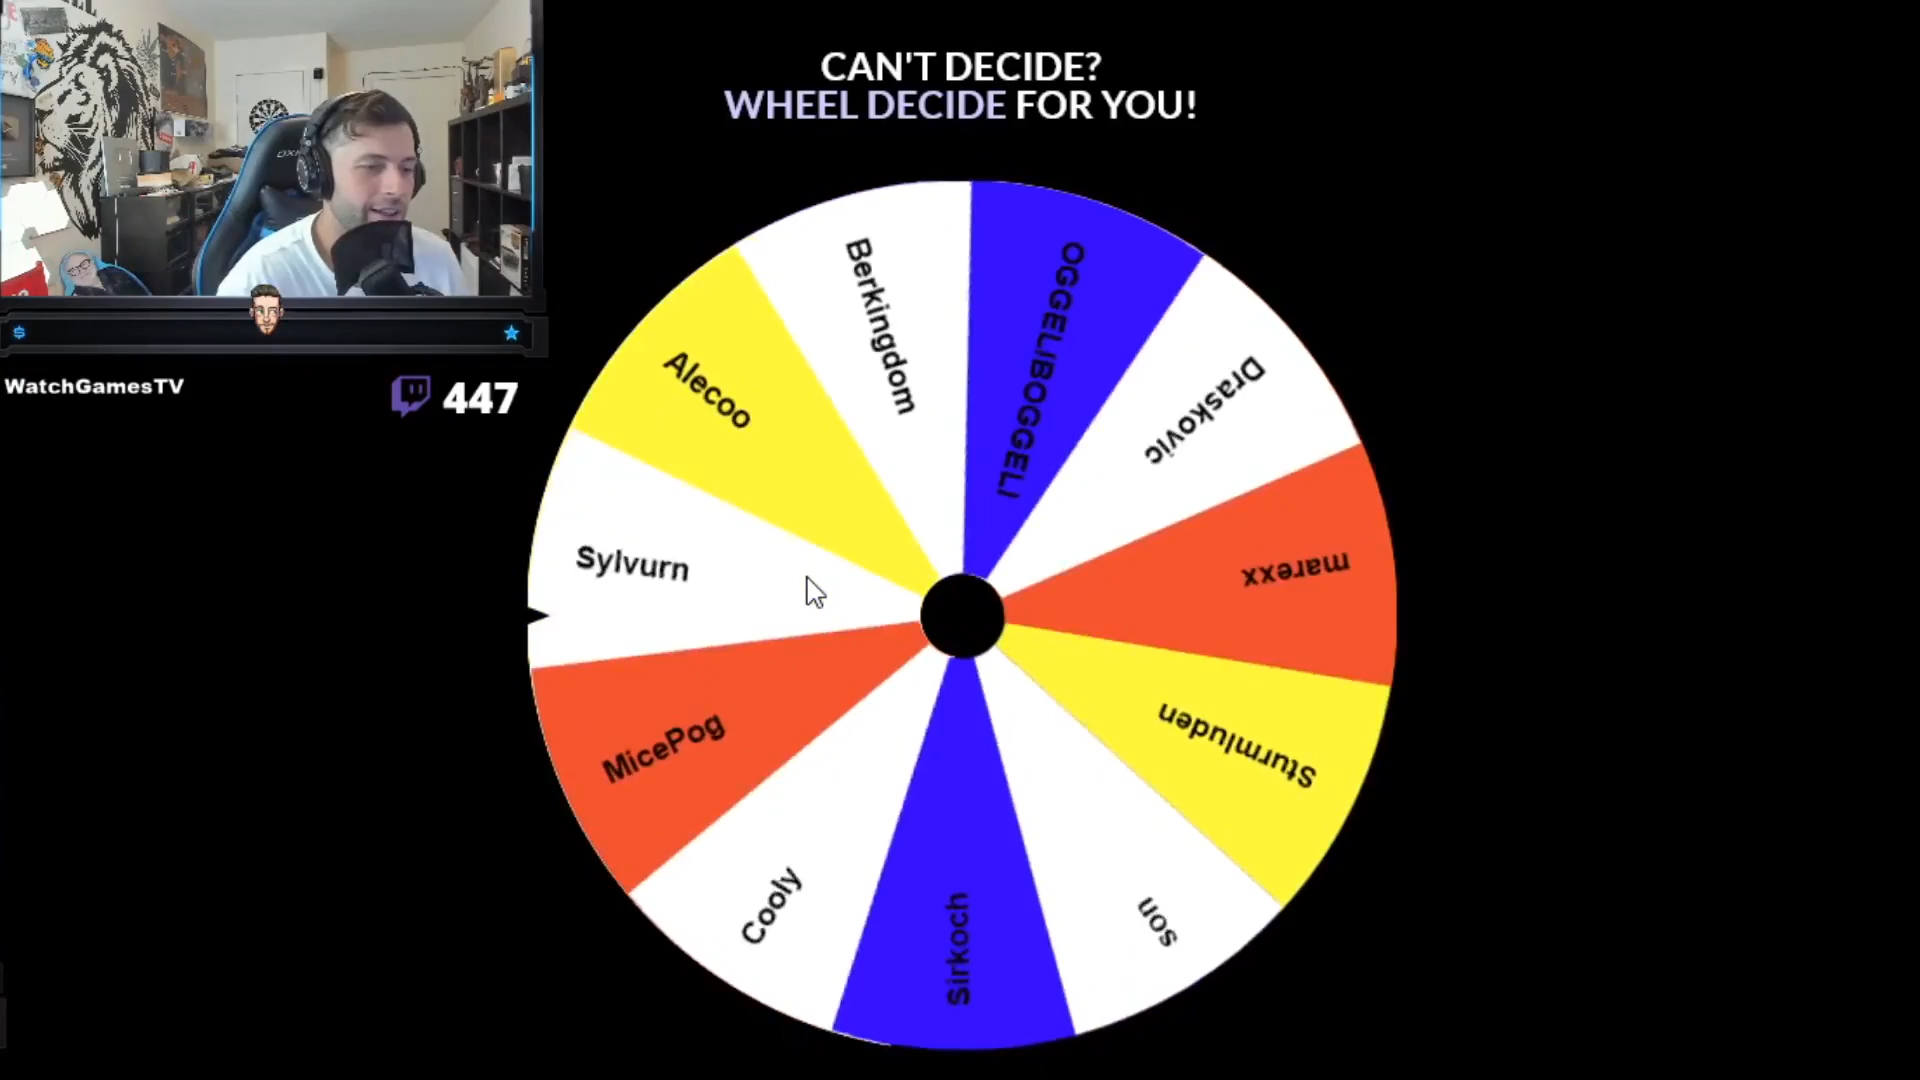 CAN'T DECIDE?
WHEEL DECIDE FOR YOU!
WatchGamesTV
447
Berkingdom
OGGELIBOGGELI
Draskovic
marexx
Sturmluden
son
Sirkoch
Cooly
MicePog
Sylvurn
Alecoo